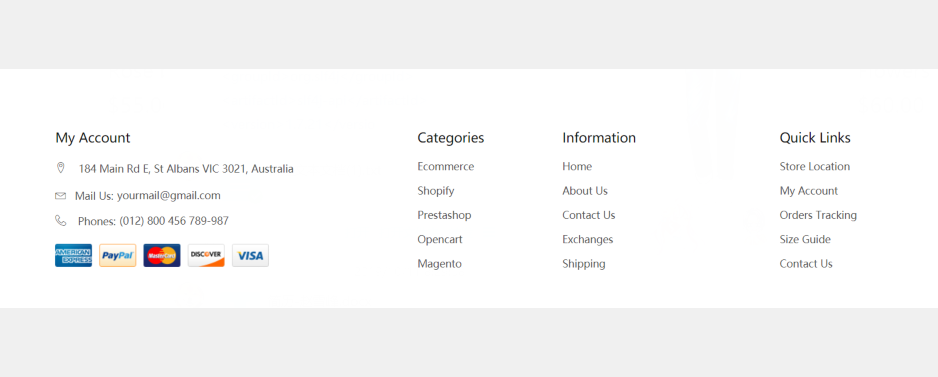 My Account
184 Main Rd E, St Albans VIC 3021, Australia
Mail Us: yourmail@gmail.com
Phones: (012) 800 456 789-987
AMERICAN EXPRESS
PayPal
MasterCard
DISCOVER
VISA
Categories
Ecommerce
Shopify
Prestashop
Opencart
Magento
Information
Home
About Us
Contact Us
Exchanges
Shipping
Quick Links
Store Location
My Account
Orders Tracking
Size Guide
Contact Us